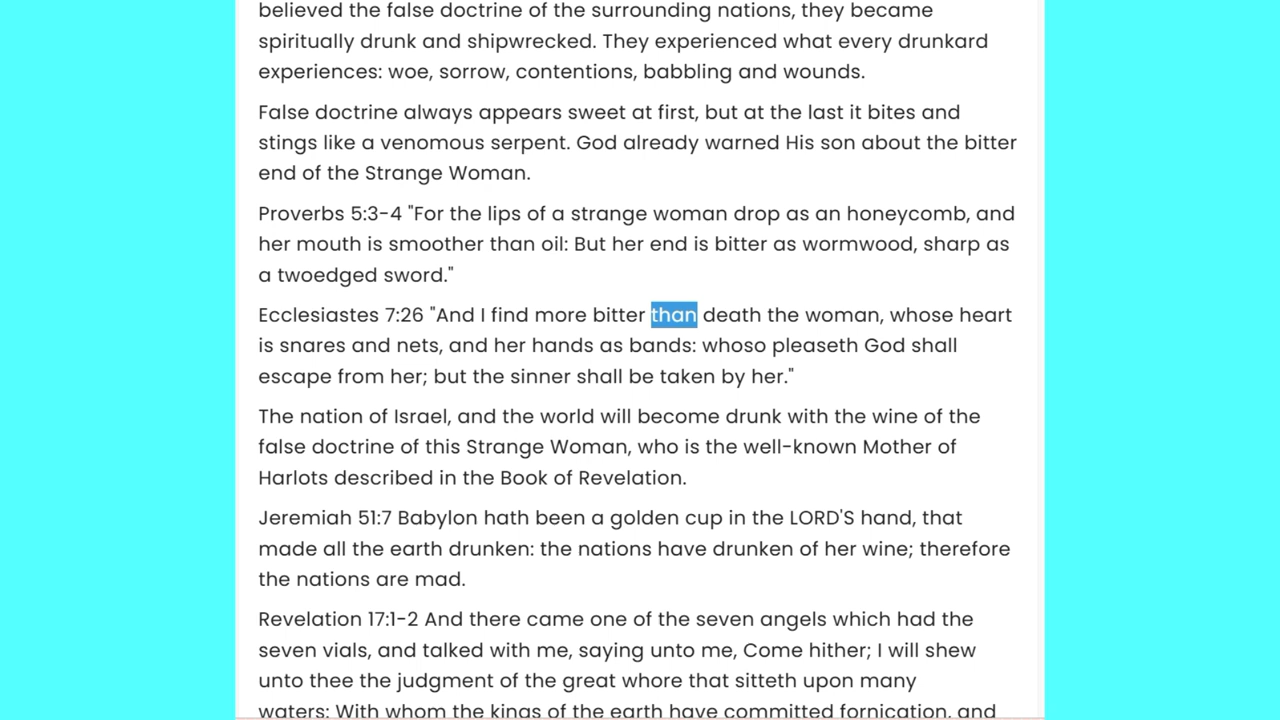 believed the false doctrine of the surrounding nations, they became
spiritually drunk and shipwrecked. They experienced what every drunkard
experiences: woe, sorrow, contentions, babbling and wounds.
False doctrine always appears sweet at first, but at the last it bites and
stings like a venomous serpent. God already warned His son about the bitter
end of the Strange Woman.
Proverbs 5:3-4 "For the lips of a strange woman drop as an honeycomb, and
her mouth is smoother than oil: But her end is bitter as wormwood, sharp as
a twoedged sword."
Ecclesiastes 7:26 "And I find more bitter than death the woman, whose heart
is snares and nets, and her hands as bands: whoso pleaseth God shall
escape from her; but the sinner shall be taken by her."
The nation of Israel, and the world will become drunk with the wine of the
false doctrine of this Strange Woman, who is the well-known Mother of
Harlots described in the Book of Revelation.
Jeremiah 51:7 Babylon hath been a golden cup in the LORD'S hand, that
made all the earth drunken: the nations have drunken of her wine; therefore
the nations are mad.
Revelation 17:1-2 And there came one of the seven angels which had the
seven vials, and talked with me, saying unto me, Come hither; I will shew
unto thee the judgment of the great whore that sitteth upon many
waters: With whom the kings of the earth have committed fornication, and